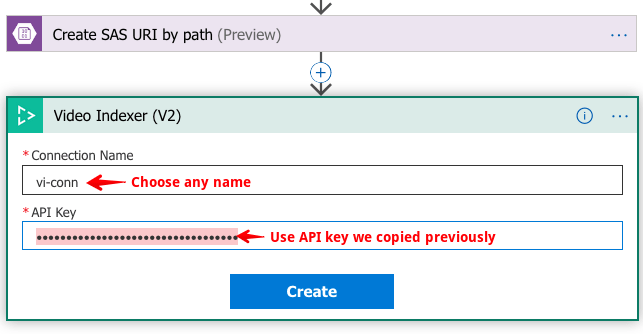 Create SAS URI by path (Preview)
Video Indexer (V2)
*Connection Name
vi-conn Choose any name
*API Key
•••••••••••••••••••••••••••••••••• Use API key we copied previously
Create